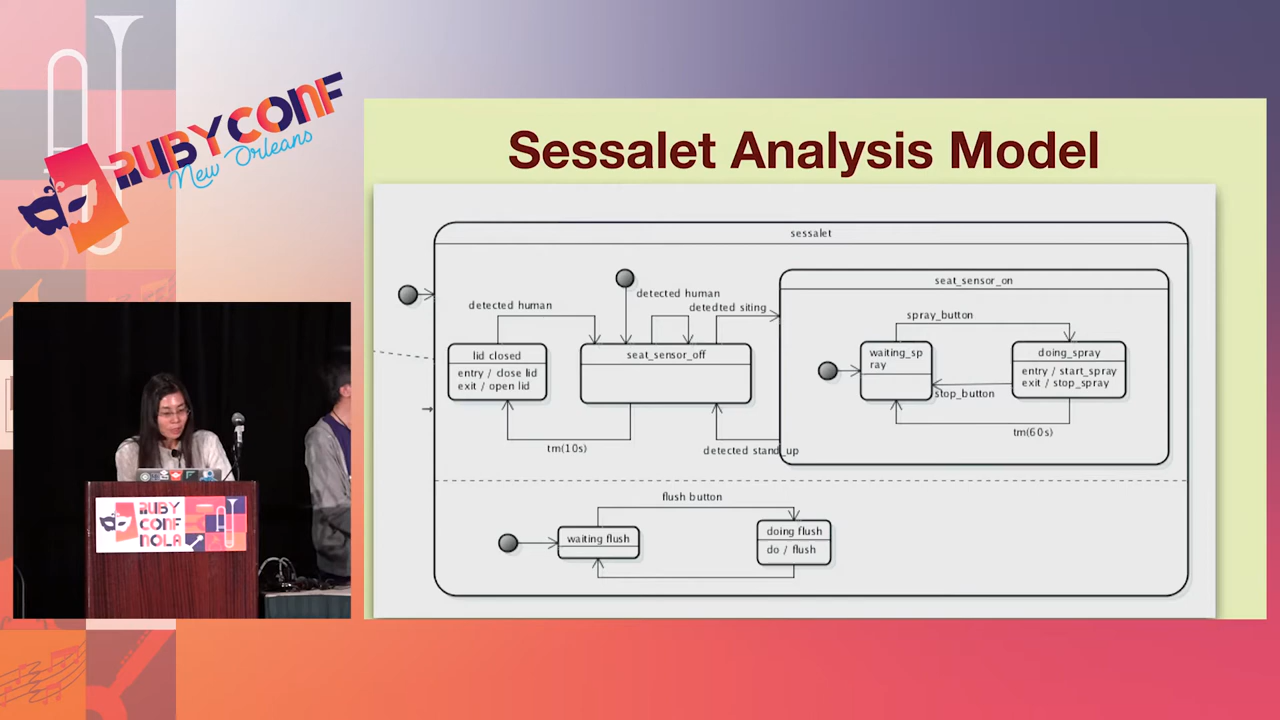 RUBYCONF
New Orleans
Sessalet Analysis Model
sessalet
seat_sensor_on
detected human
detected human
detedted siting
spray_button
lid closed
entry / close lid
exit / open lid
seat_sensor_off
waiting_sp
ray
doing_spray
entry / start_spray
exit / stop_spray
stop_button
tm(60s)
tm(10s)
detected stand_up
flush button
waiting flush
doing flush
do / flush
RUBY
CONF
NOLA